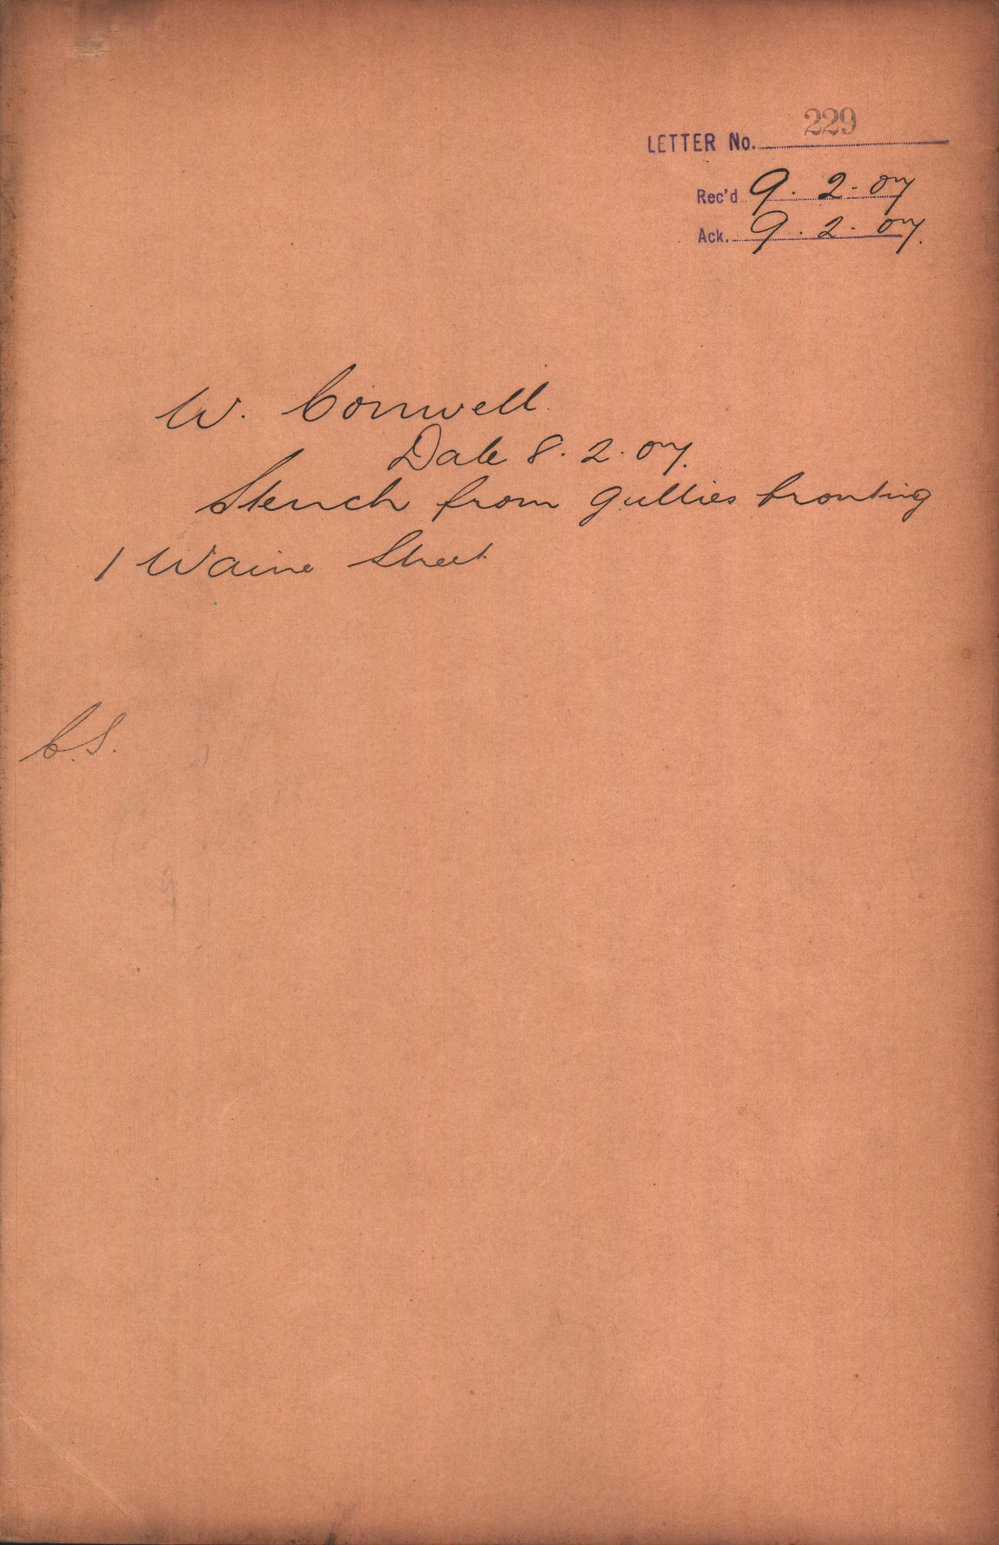 LETTER No. 229
Rec'd 9.2.07
Ack. 9.2.07.
W. Cornwell.
Date 8.2.07.
Stench from gullies fronting
1 Waine Street
C.S.